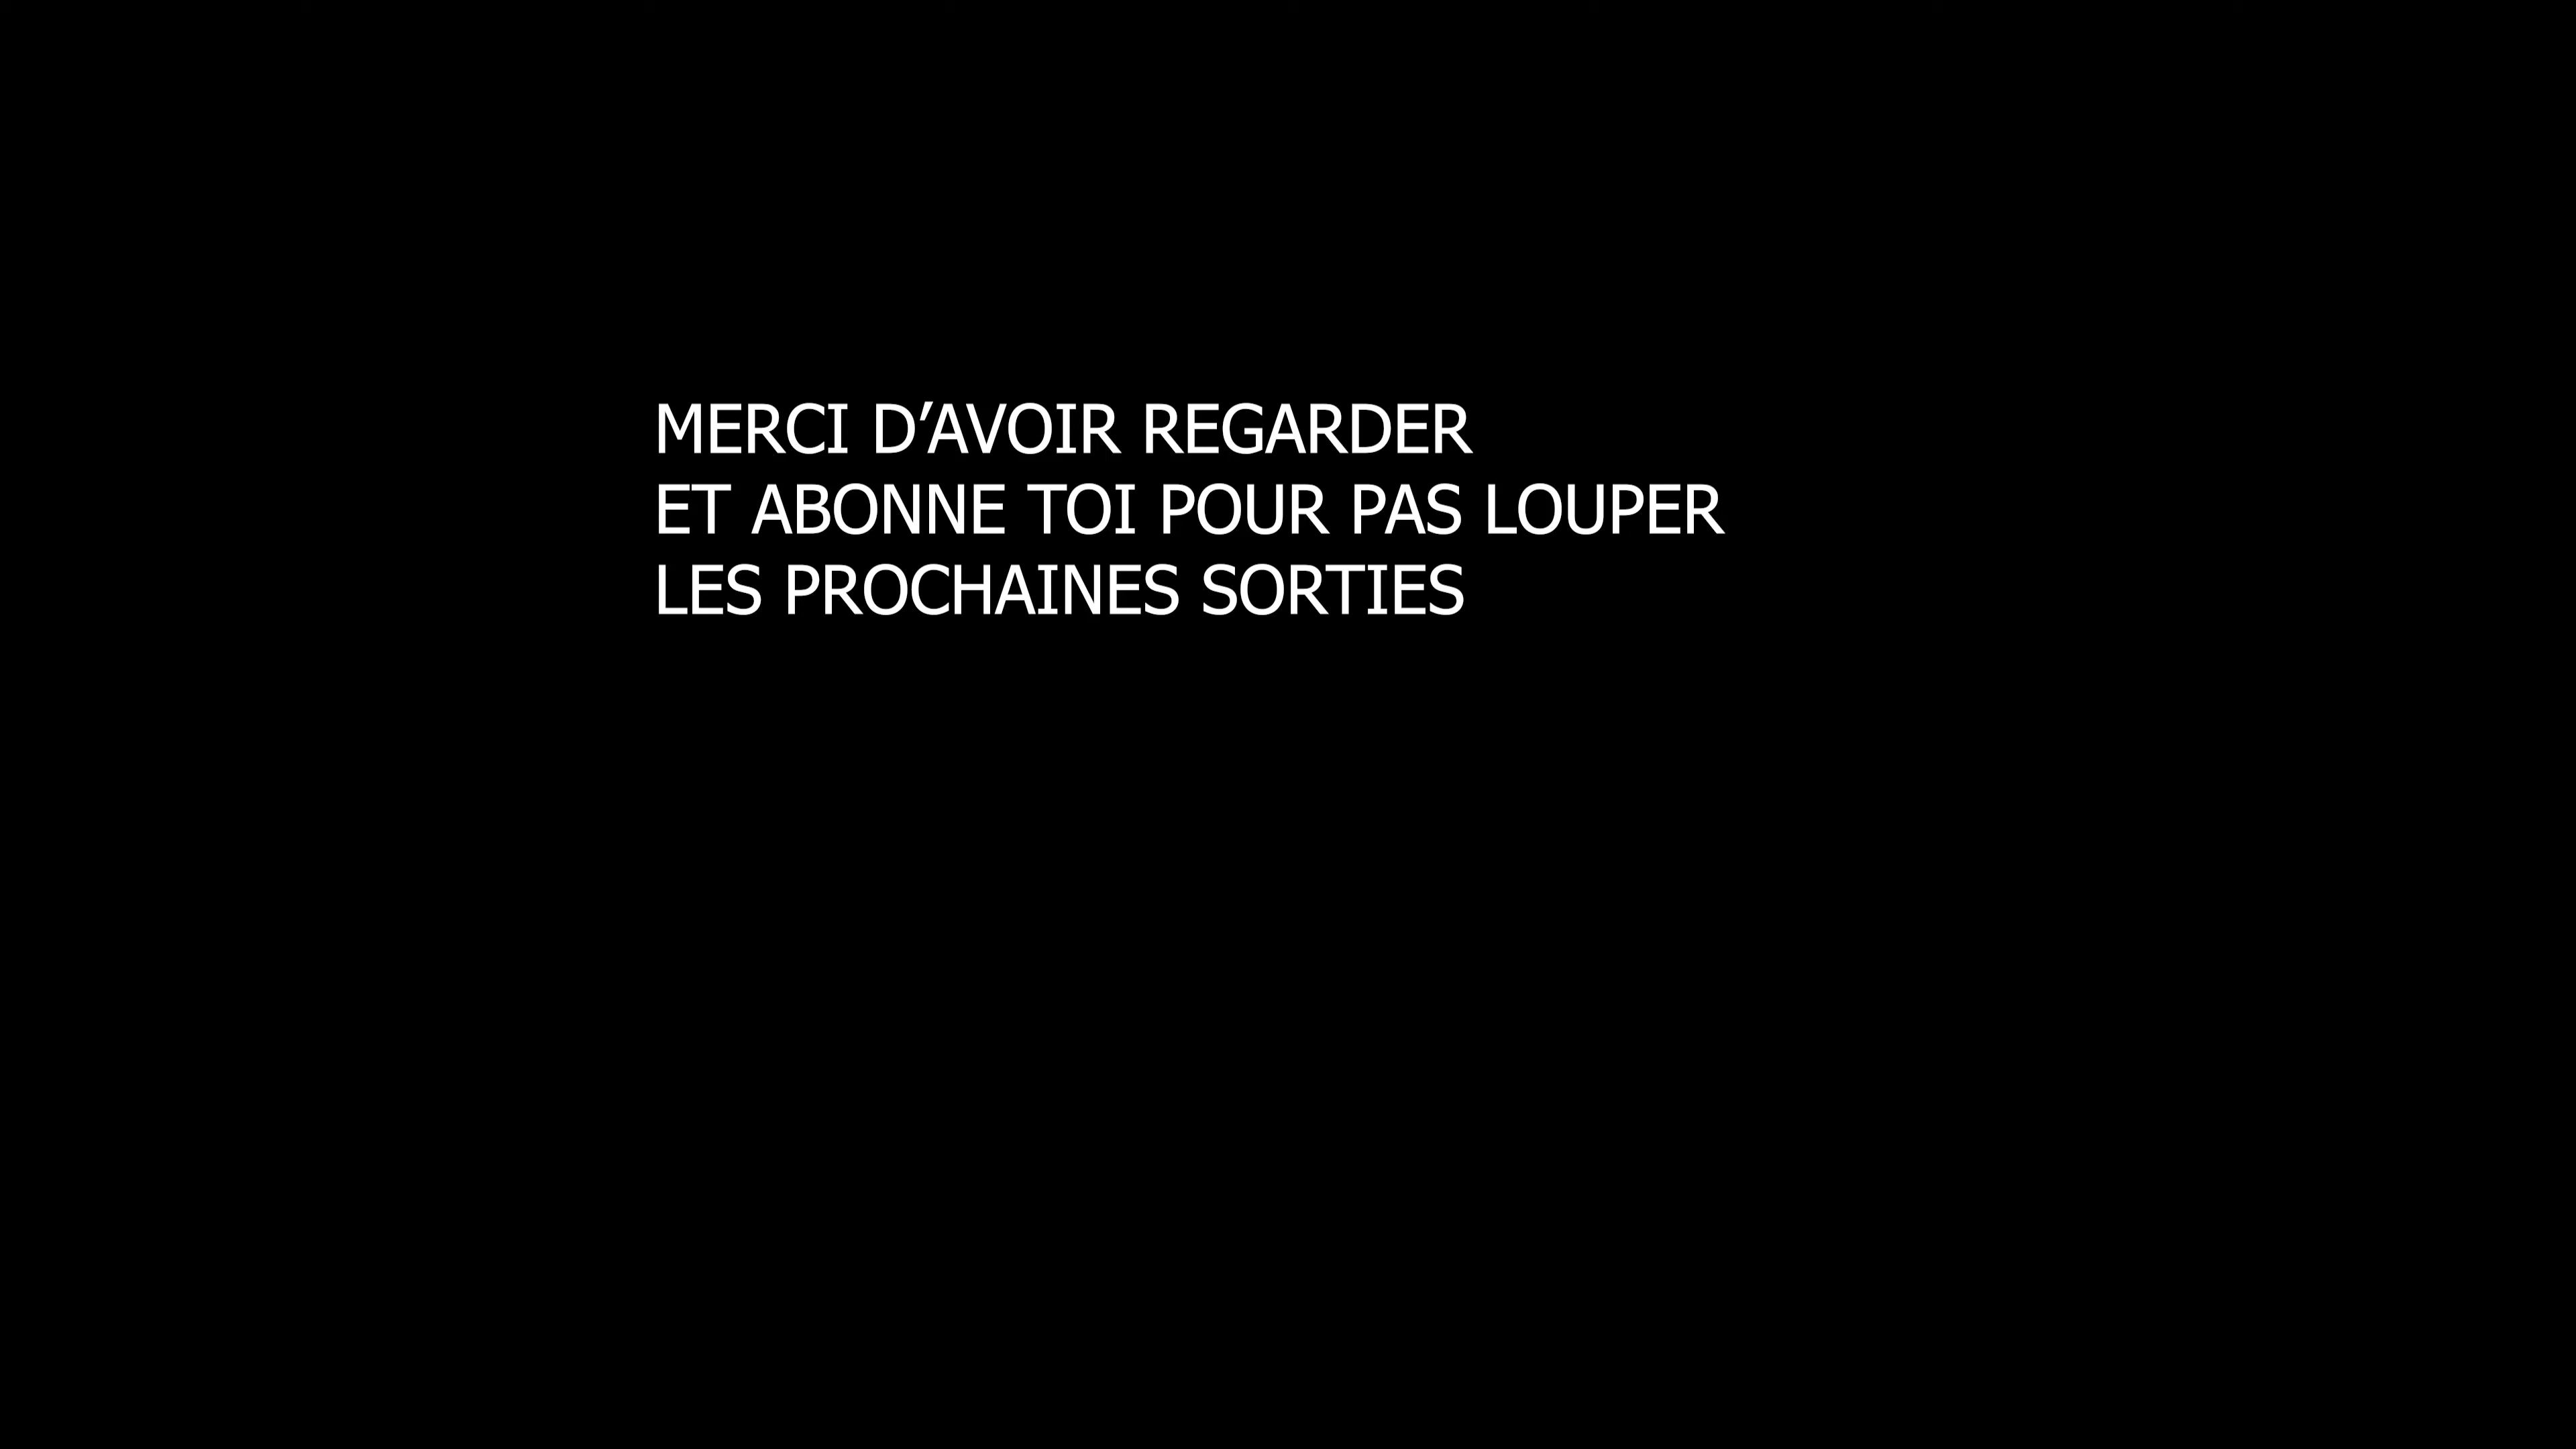 MERCI D’AVOIR REGARDER
ET ABONNE TOI POUR PAS LOUPER
LES PROCHAINES SORTIES